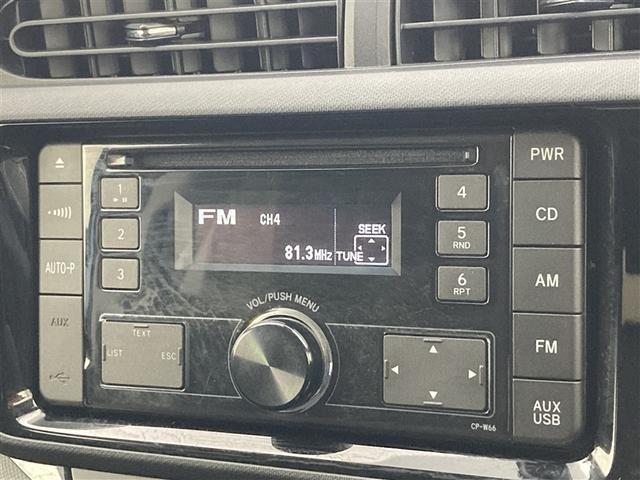 PWR
1
4
FM CH4
SEEK
2
5
RND
CD
AUTO-P
81.3MHz TUNE
3
6
RPT
AM
VOL/PUSH MENU
AUX
TEXT
LIST
ESC
FM
AUX
USB
CP-W66